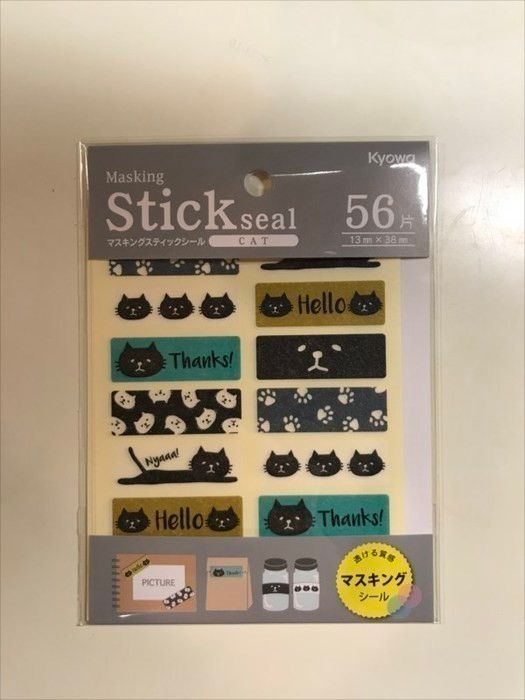 Kyowa
Masking
Stick seal
マスキングスティックシール
CAT
56片
13mm×38mm
Hello
Thanks!
Nyaaa!
Hello
Thanks!
Hello
PICTURE
Thanks!
透ける質感
マスキング
シール